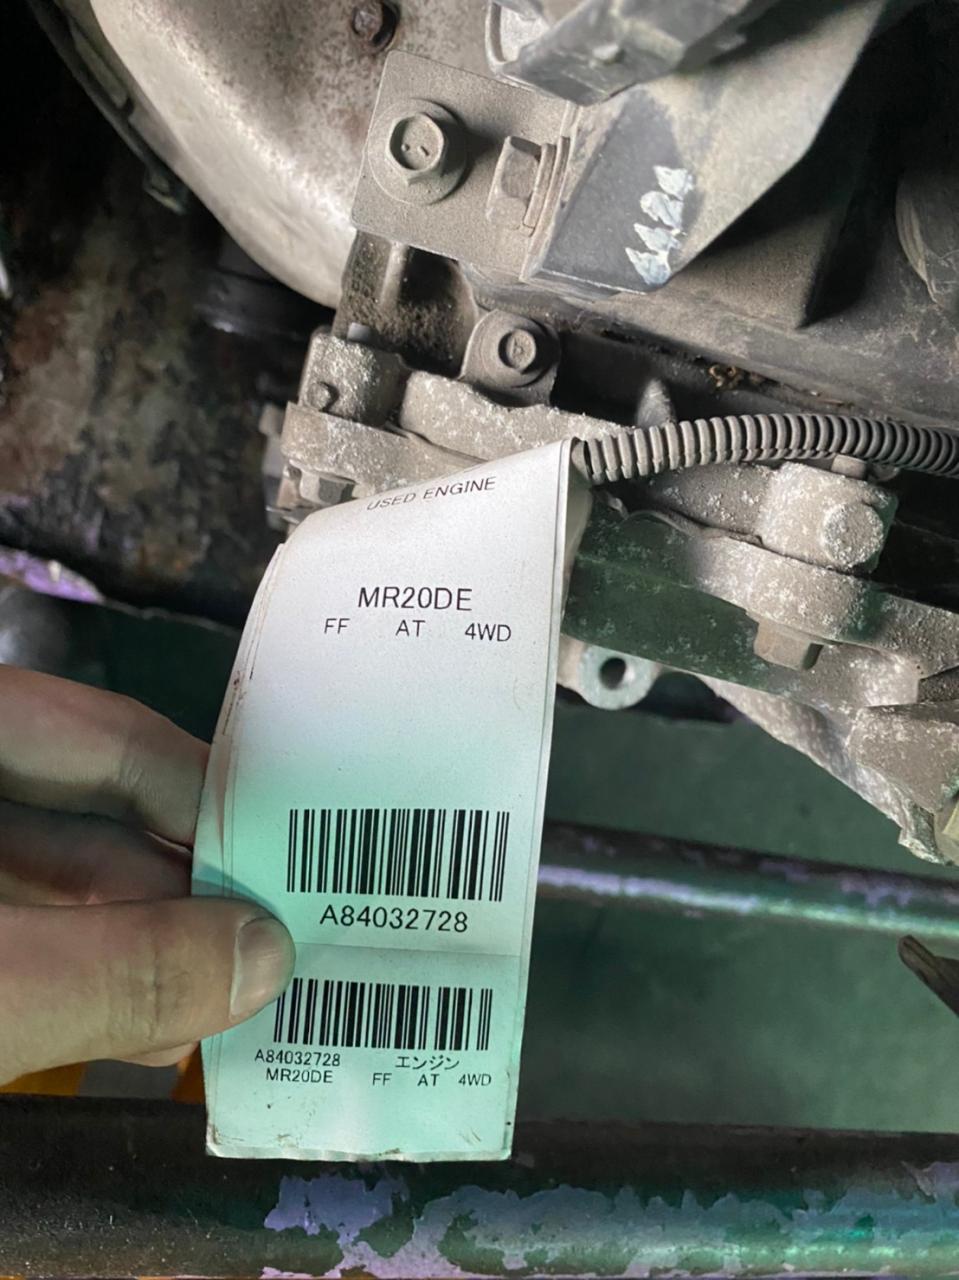 USED ENGINE
MR20DE
FF AT 4WD
A84032728
A84032728 エンジン
MR20DE FF AT 4WD